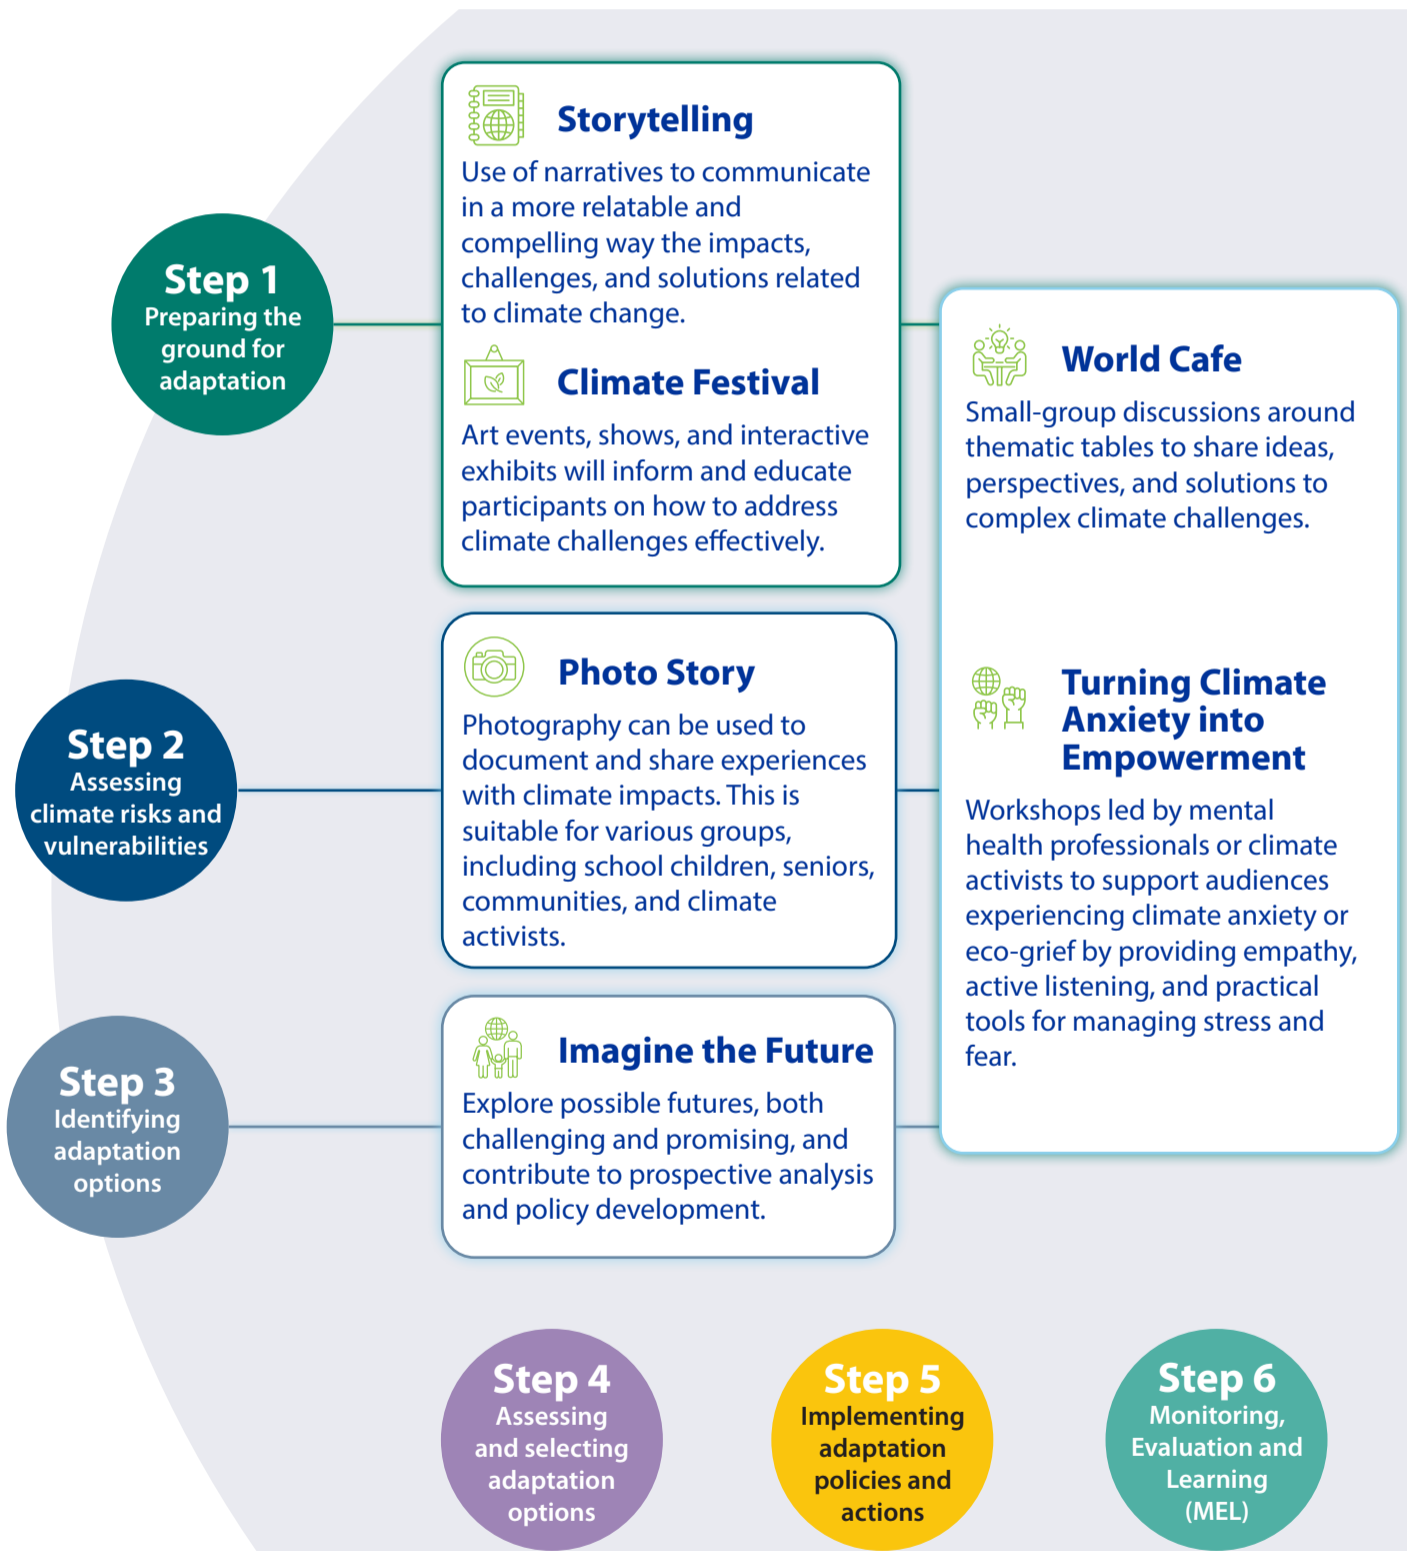 Step 1
Preparing the
ground for
adaptation
Storytelling
Use of narratives to communicate
in a more relatable and
compelling way the impacts,
challenges, and solutions related
to climate change.
Climate Festival
Art events, shows, and interactive
exhibits will inform and educate
participants on how to address
climate challenges effectively.
Step 2
Assessing
climate risks and
vulnerabilities
Photo Story
Photography can be used to
document and share experiences
with climate impacts. This is
suitable for various groups,
including school children, seniors,
communities, and climate
activists.
Step 3
Identifying
adaptation
options
Imagine the Future
Explore possible futures, both
challenging and promising, and
contribute to prospective analysis
and policy development.
World Cafe
Small-group discussions around
thematic tables to share ideas,
perspectives, and solutions to
complex climate challenges.
Turning Climate
Anxiety into
Empowerment
Workshops led by mental
health professionals or climate
activists to support audiences
experiencing climate anxiety or
eco-grief by providing empathy,
active listening, and practical
tools for managing stress and
fear.
Step 4
Assessing
and selecting
adaptation
options
Step 5
Implementing
adaptation
policies and
actions
Step 6
Monitoring,
Evaluation and
Learning
(MEL)